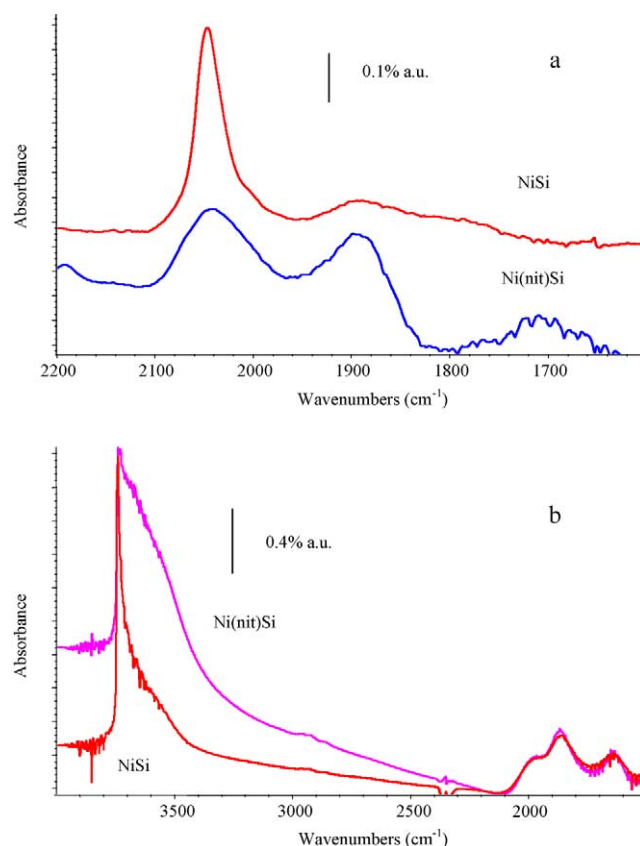 a
0.1% a.u.
Absorbance
NiSi
Ni(nit)Si
2200 2100 2000 1900 1800 1700
Wavenumbers (cm⁻¹)
b
0.4% a.u.
Absorbance
Ni(nit)Si
NiSi
3500 3000 2500 2000
Wavenumbers (cm⁻¹)